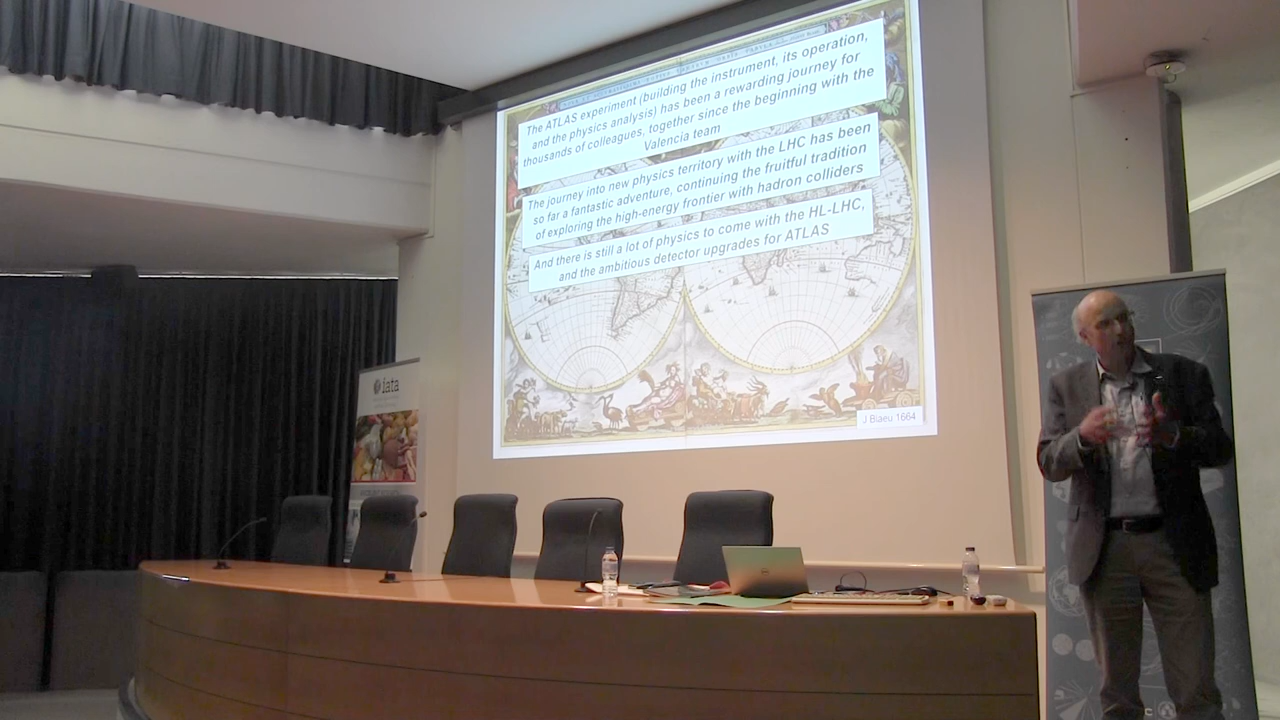 The ATLAS experiment (building the instrument, its operation,
and the physics analysis) has been a rewarding journey for
thousands of colleagues, together since the beginning with the
Valencia team
The journey into new physics territory with the LHC has been
so far a fantastic adventure, continuing the fruitful tradition
of exploring the high-energy frontier with hadron colliders
And there is still a lot of physics to come with the HL-LHC,
and the ambitious detector upgrades for ATLAS
J Blaeu 1664
iata